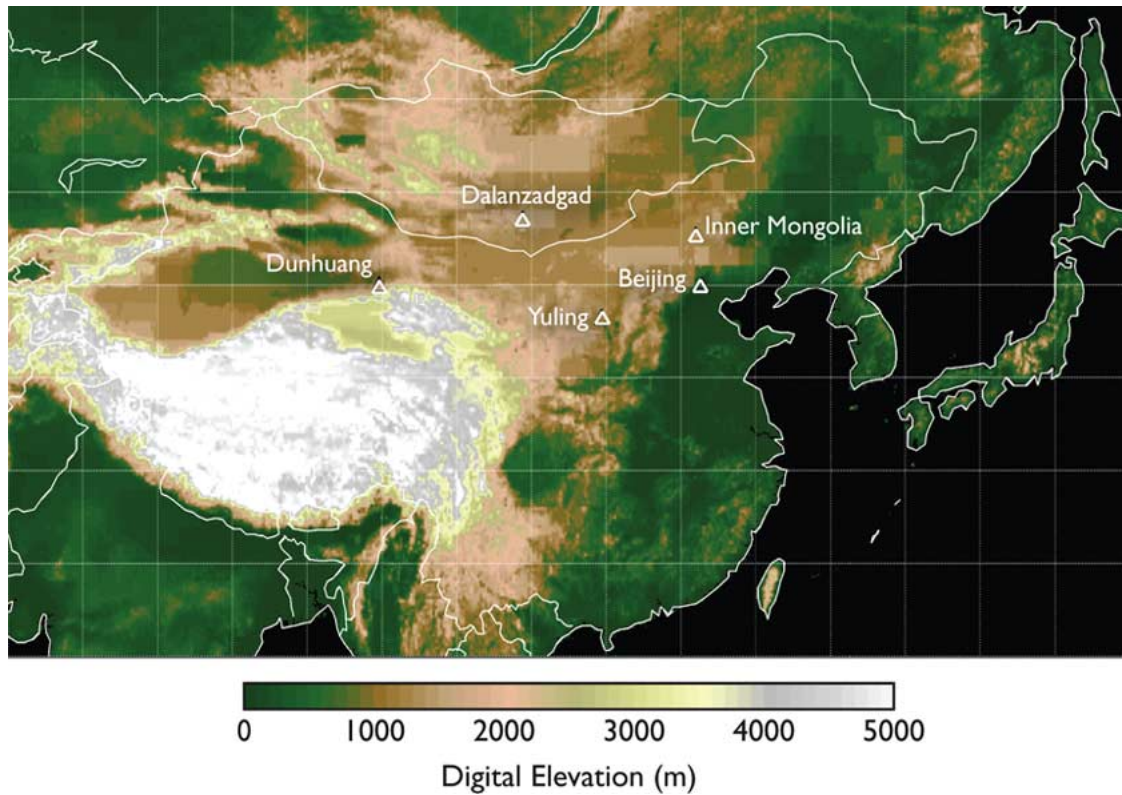 Dalanzadgad
Inner Mongolia
Dunhuang
Beijing
Yuling
0 1000 2000 3000 4000 5000
Digital Elevation (m)